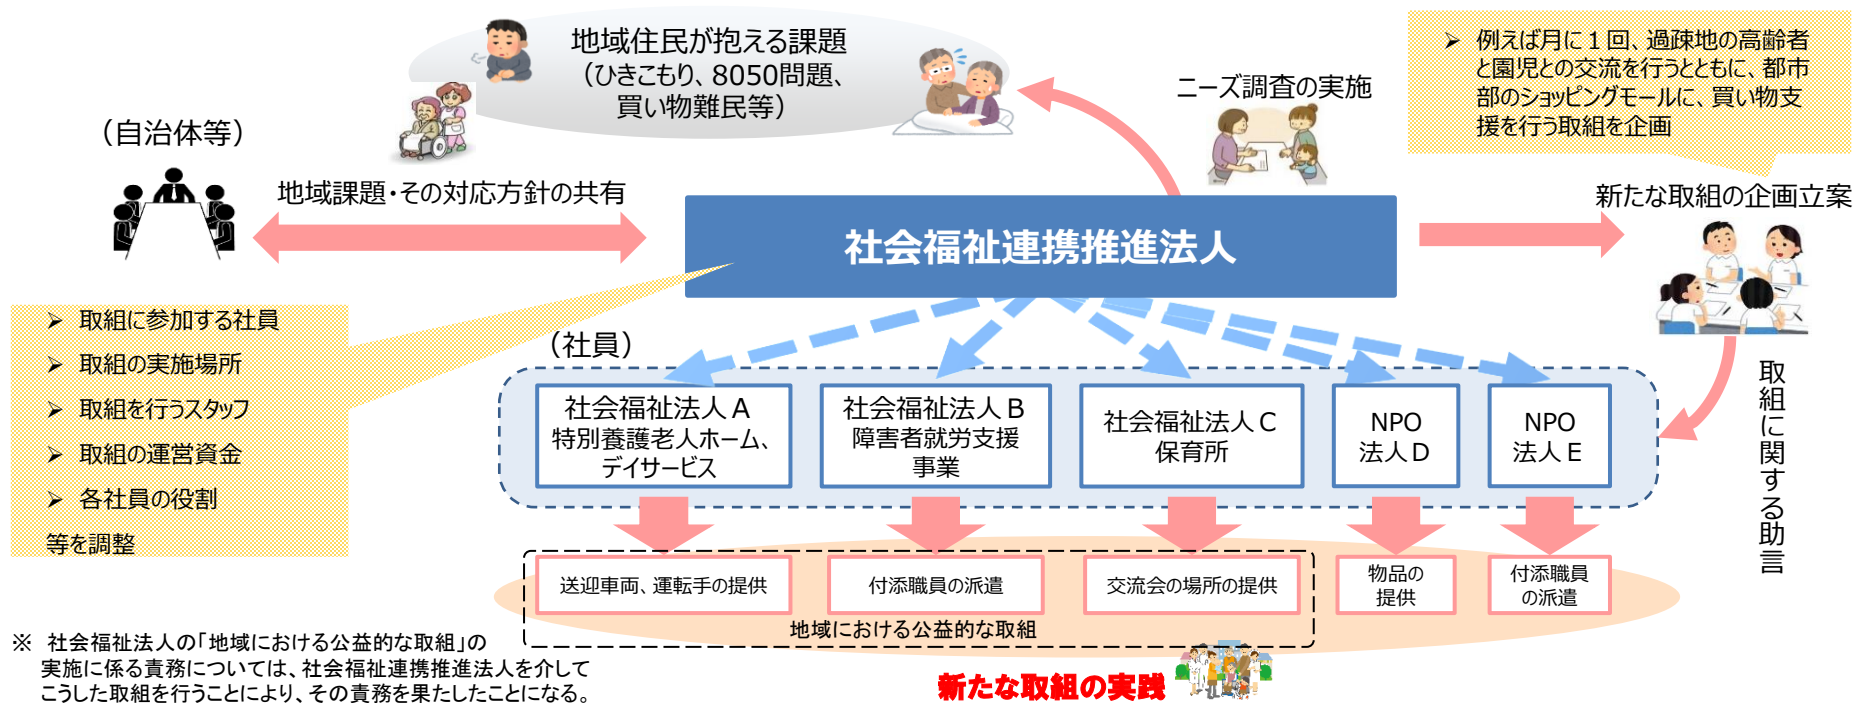 地域住民が抱える課題
（ひきこもり、8050問題、
買い物難民等）
ニーズ調査の実施
➢ 例えば月に１回、過疎地の高齢者
と園児との交流を行うとともに、都市
部のショッピングモールに、買い物支
援を行う取組を企画
（自治体等）
地域課題・その対応方針の共有
社会福祉連携推進法人
新たな取組の企画立案
➢ 取組に参加する社員
➢ 取組の実施場所
➢ 取組を行うスタッフ
➢ 取組の運営資金
➢ 各社員の役割
等を調整
（社員）
社会福祉法人Ａ
特別養護老人ホーム、
デイサービス
社会福祉法人Ｂ
障害者就労支援
事業
社会福祉法人Ｃ
保育所
NPO
法人Ｄ
NPO
法人Ｅ
取組に関する助言
送迎車両、運転手の提供
付添職員の派遣
交流会の場所の提供
物品の
提供
付添職員
の派遣
地域における公益的な取組
新たな取組の実践
※ 社会福祉法人の「地域における公益的な取組」の
実施に係る責務については、社会福祉連携推進法人を介して
こうした取組を行うことにより、その責務を果たしたことになる。